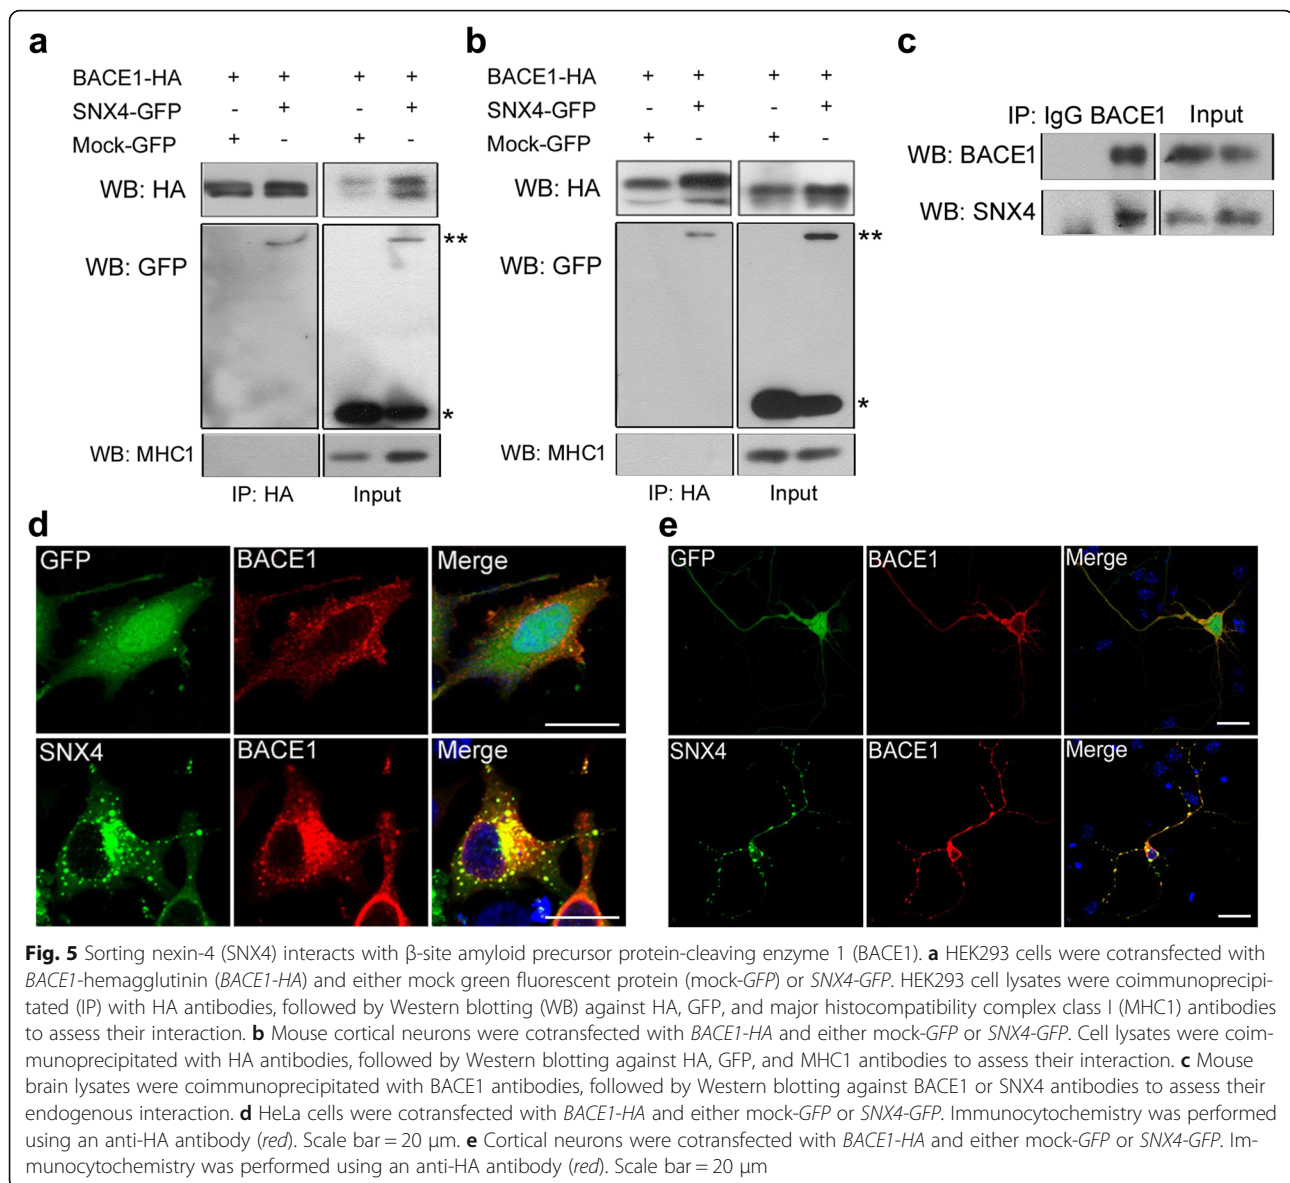 a
BACE1-HA + + + +
SNX4-GFP - + - +
Mock-GFP + - + -
WB: HA
WB: GFP
**
*
WB: MHC1
IP: HA Input
b
BACE1-HA + + + +
SNX4-GFP - + - +
Mock-GFP + - + -
WB: HA
WB: GFP
**
*
WB: MHC1
IP: HA Input
c
IP: IgG BACE1 Input
WB: BACE1
WB: SNX4
d
GFP BACE1 Merge
SNX4 BACE1 Merge
e
GFP BACE1 Merge
SNX4 BACE1 Merge
Fig. 5 Sorting nexin-4 (SNX4) interacts with β-site amyloid precursor protein-cleaving enzyme 1 (BACE1). a HEK293 cells were cotransfected with
BACE1-hemagglutinin (BACE1-HA) and either mock green fluorescent protein (mock-GFP) or SNX4-GFP. HEK293 cell lysates were coimmunoprecipi-
tated (IP) with HA antibodies, followed by Western blotting (WB) against HA, GFP, and major histocompatibility complex class I (MHC1) antibodies
to assess their interaction. b Mouse cortical neurons were cotransfected with BACE1-HA and either mock-GFP or SNX4-GFP. Cell lysates were coim-
munoprecipitated with HA antibodies, followed by Western blotting against HA, GFP, and MHC1 antibodies to assess their interaction. c Mouse
brain lysates were coimmunoprecipitated with BACE1 antibodies, followed by Western blotting against BACE1 or SNX4 antibodies to assess their
endogenous interaction. d HeLa cells were cotransfected with BACE1-HA and either mock-GFP or SNX4-GFP. Immunocytochemistry was performed
using an anti-HA antibody (red). Scale bar = 20 μm. e Cortical neurons were cotransfected with BACE1-HA and either mock-GFP or SNX4-GFP. Im-
munocytochemistry was performed using an anti-HA antibody (red). Scale bar = 20 μm